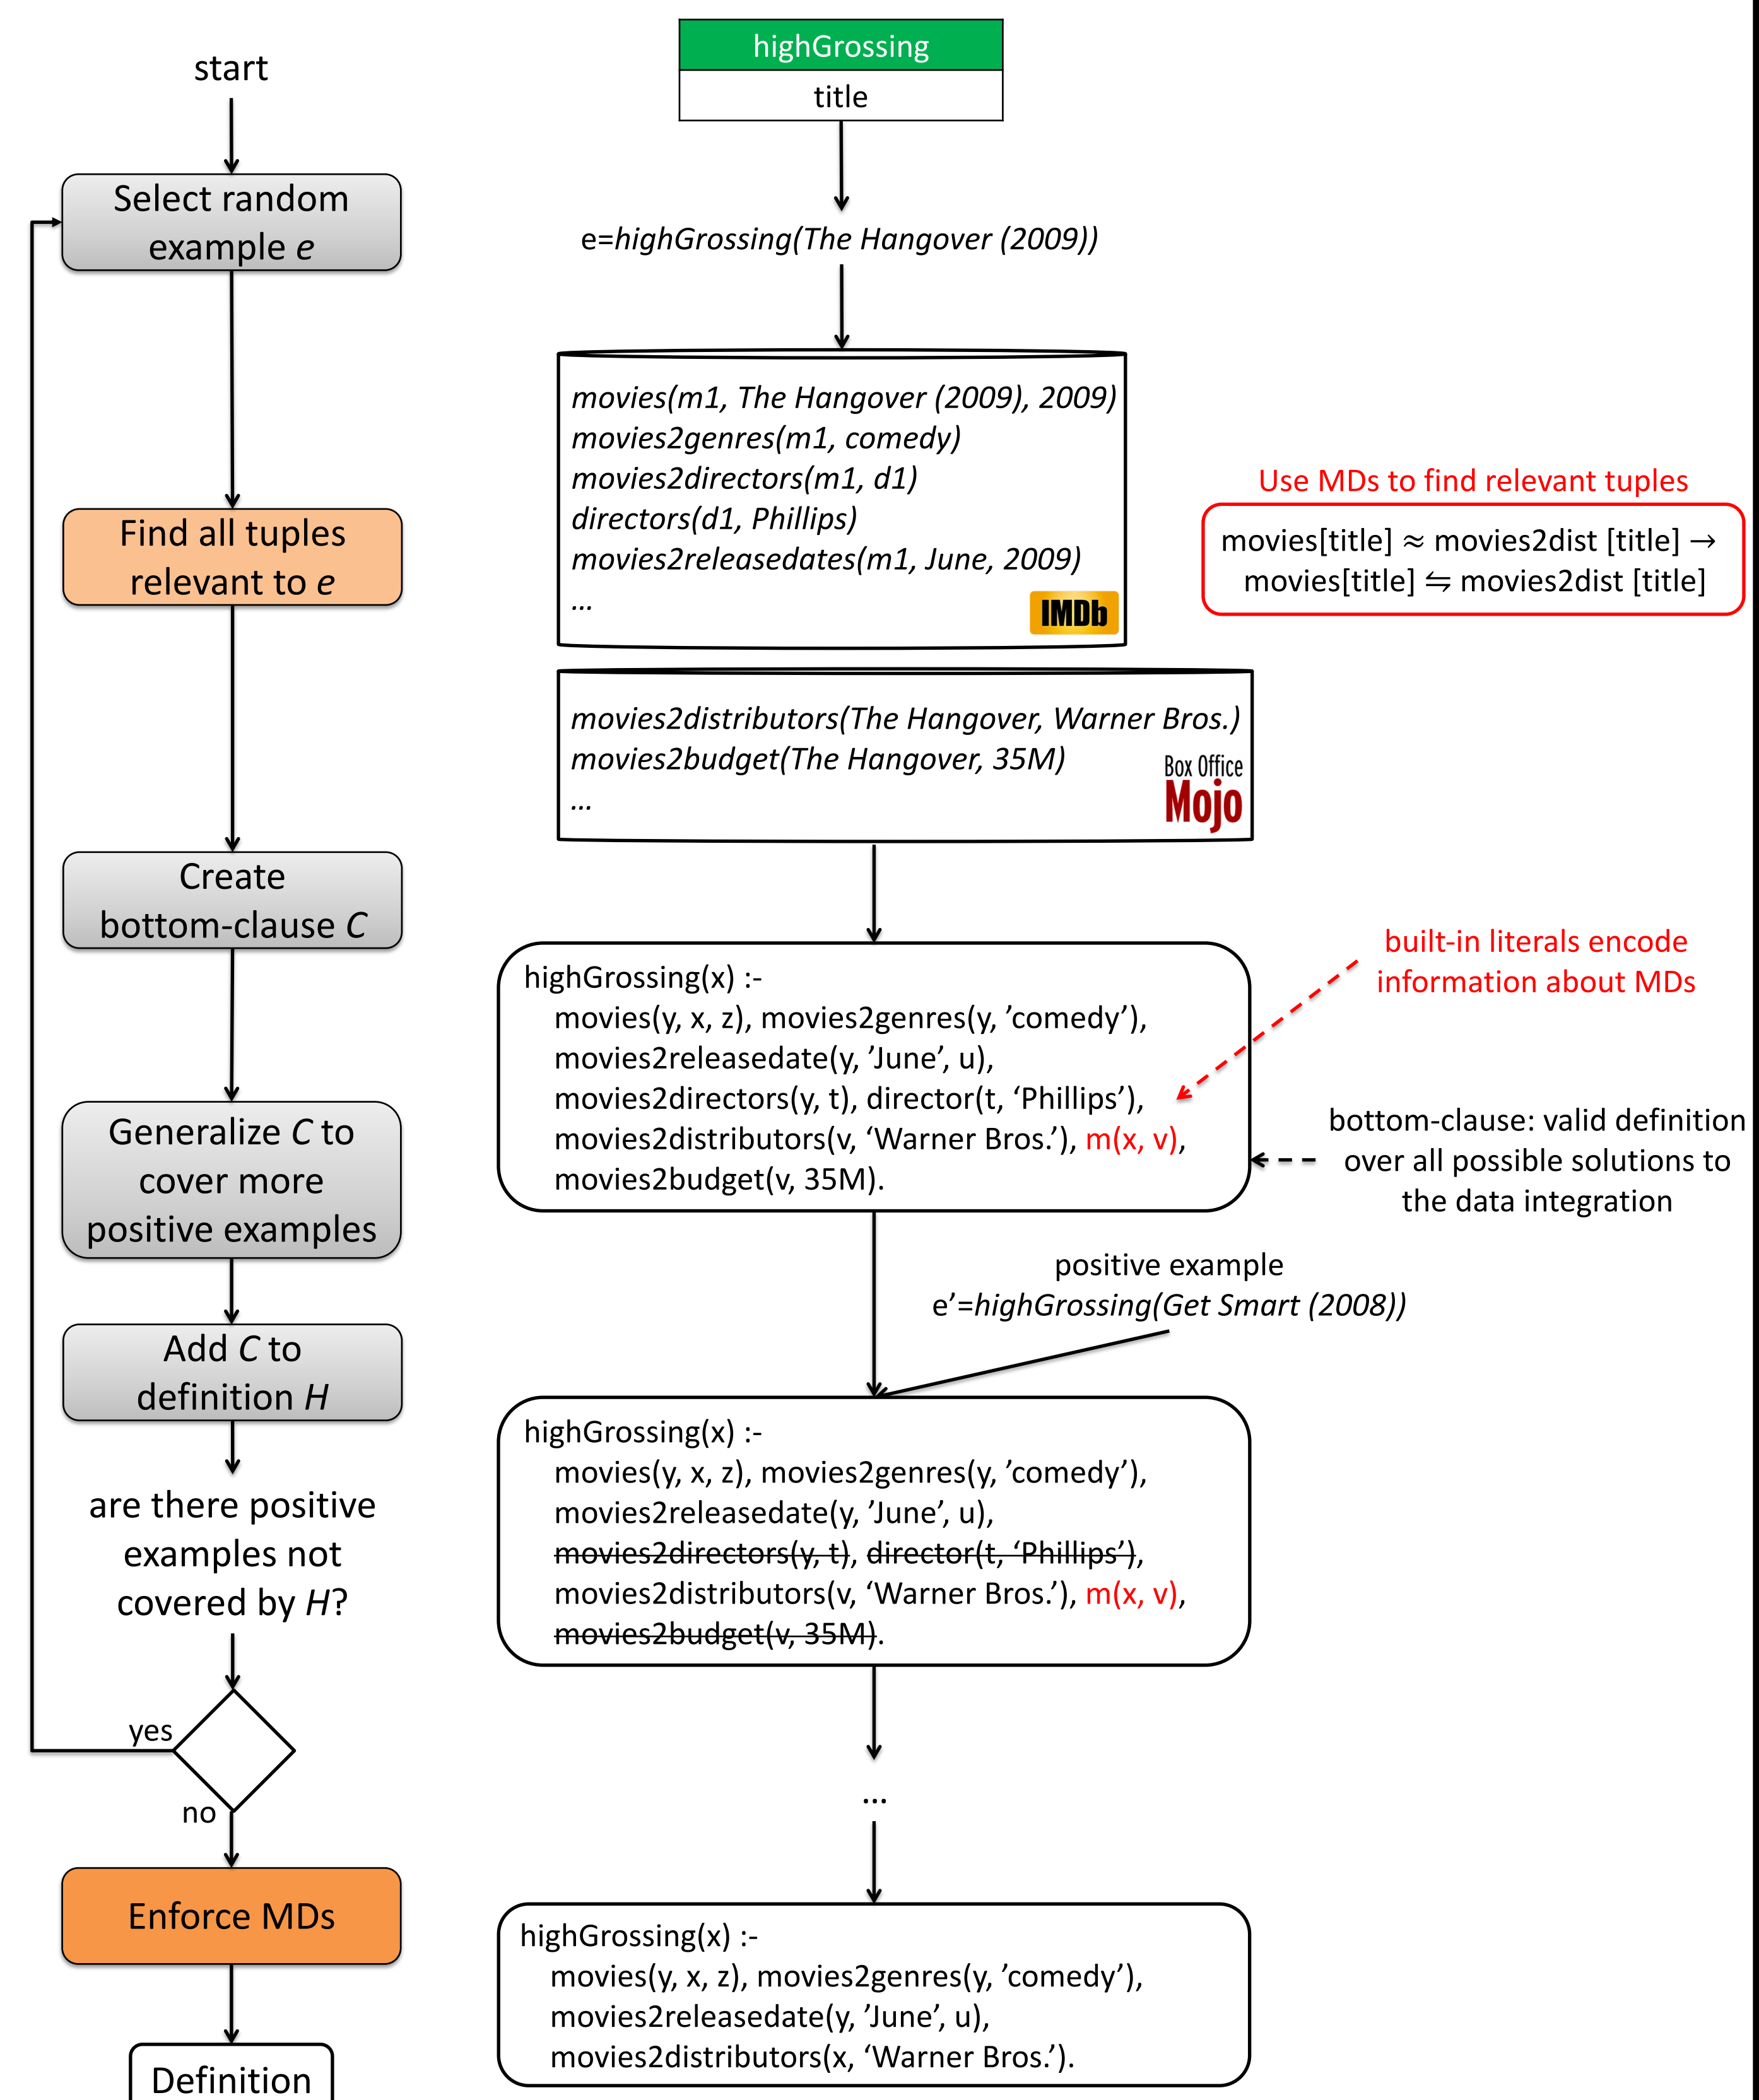 start
Select random
example e
Find all tuples
relevant to e
Create
bottom-clause C
Generalize C to
cover more
positive examples
Add C to
definition H
are there positive
examples not
covered by H?
yes
no
Enforce MDs
Definition
highGrossing
title
e=highGrossing(The Hangover (2009))
movies(m1, The Hangover (2009), 2009)
movies2genres(m1, comedy)
movies2directors(m1, d1)
directors(d1, Phillips)
movies2releasedates(m1, June, 2009)
...
IMDb
Use MDs to find relevant tuples
movies[title] ≈ movies2dist [title] →
movies[title] ⇋ movies2dist [title]
movies2distributors(The Hangover, Warner Bros.)
movies2budget(The Hangover, 35M)
...
Box Office
Mojo
highGrossing(x) :-
movies(y, x, z), movies2genres(y, ’comedy’),
movies2releasedate(y, ’June’, u),
movies2directors(y, t), director(t, ‘Phillips’),
movies2distributors(v, ‘Warner Bros.’), m(x, v),
movies2budget(v, 35M).
built-in literals encode
information about MDs
bottom-clause: valid definition
over all possible solutions to
the data integration
positive example
e’=highGrossing(Get Smart (2008))
highGrossing(x) :-
movies(y, x, z), movies2genres(y, ’comedy’),
movies2releasedate(y, ’June’, u),
movies2directors(y, t), director(t, ‘Phillips’),
movies2distributors(v, ‘Warner Bros.’), m(x, v),
movies2budget(v, 35M).
...
highGrossing(x) :-
movies(y, x, z), movies2genres(y, ’comedy’),
movies2releasedate(y, ’June’, u),
movies2distributors(x, ‘Warner Bros.’).